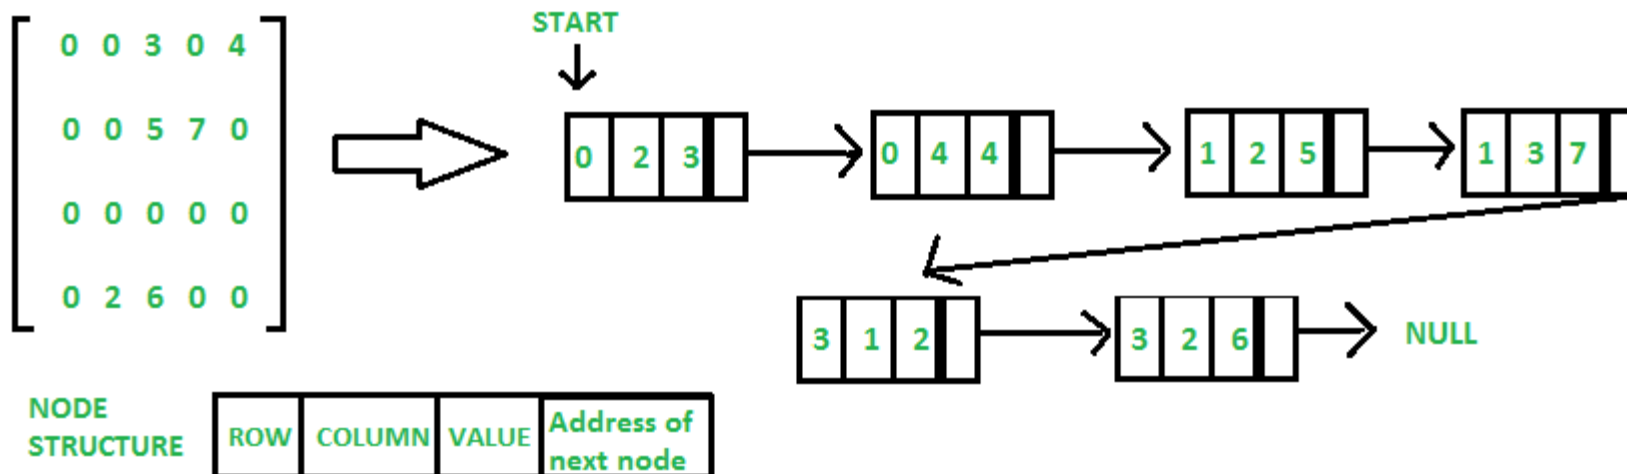 START
0 0 3 0 4
0 0 5 7 0
0 0 0 0 0
0 2 6 0 0
0 2 3
0 4 4
1 2 5
1 3 7
3 1 2
3 2 6
NULL
NODE
STRUCTURE
ROW
COLUMN
VALUE
Address of
next node